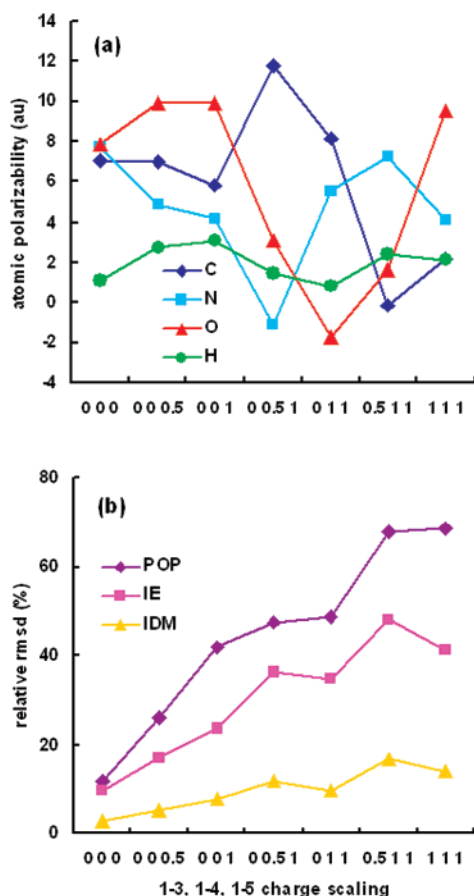 (a)
atomic polarizability (au)
14
12
10
8
6
4
2
0
-2
-4
C
N
O
H
0 0 0
0 0 0.5
0 0 1
0 0.5 1
0 1 1
0.5 1 1
1 1 1
(b)
relative rmsd (%)
80
60
40
20
0
POP
IE
IDM
0 0 0
0 0 0.5
0 0 1
0 0.5 1
0 1 1
0.5 1 1
1 1 1
1-3, 1-4, 1-5 charge scaling